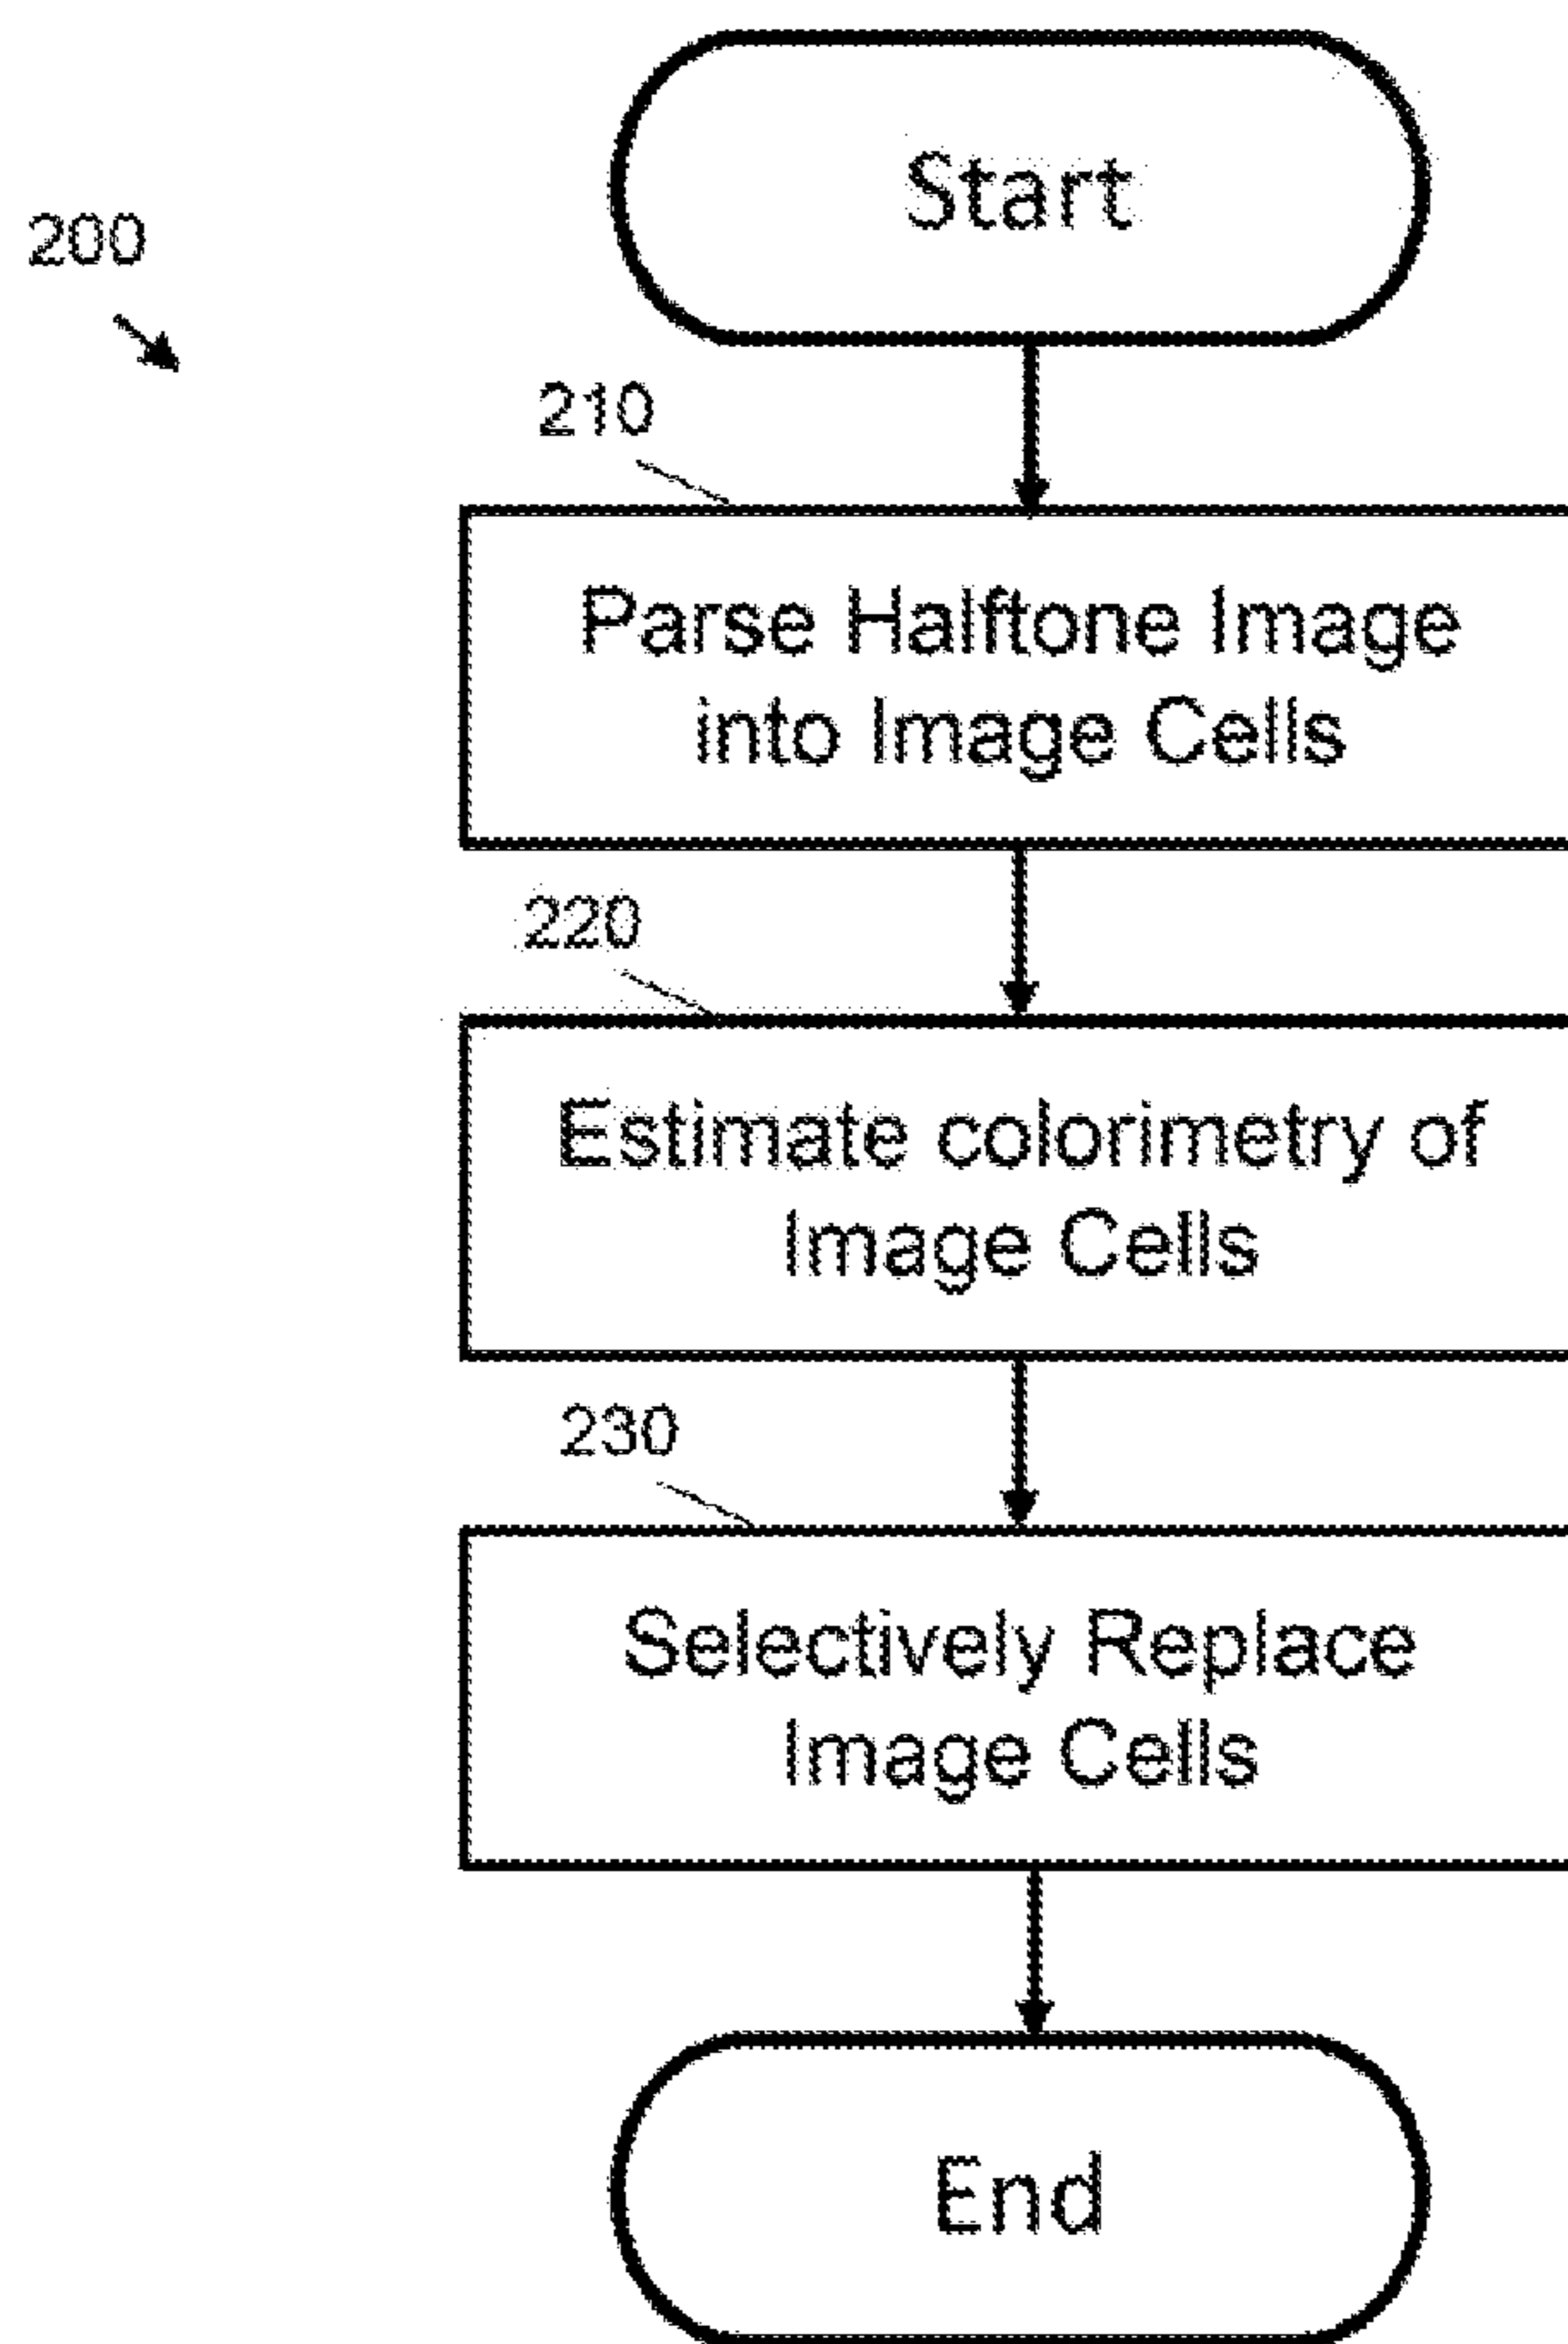 Start
200
210
Parse Halftone Image
into Image Cells
220
Estimate colorimetry of
Image Cells
230
Selectively Replace
Image Cells
End